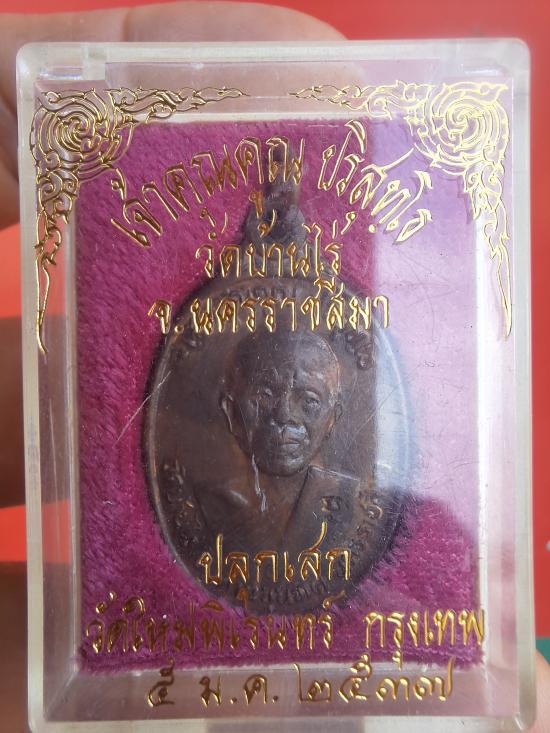 เจ้าคุณคูณ ปริสุทฺโธ
วัดบ้านไร่
จ.นครราชสีมา
ปลุกเสก
วัดใหม่พิเรนทร์ กรุงเทพ
๕ ม.ค. ๒๕๓๗